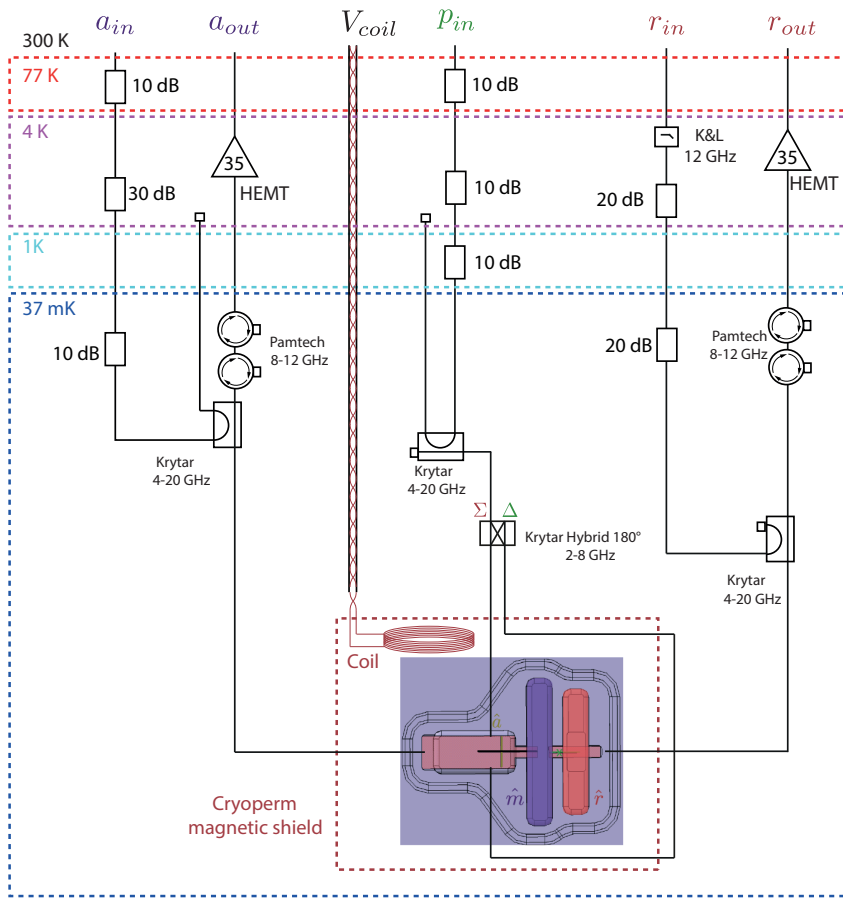 a_in a_out V_coil p_in r_in r_out
300 K
77 K
10 dB
10 dB
4 K
35
HEMT
K&L
12 GHz
35
HEMT
30 dB
10 dB
20 dB
1K
10 dB
37 mK
10 dB
Pamtech
8-12 GHz
20 dB
Pamtech
8-12 GHz
Krytar
4-20 GHz
Krytar
4-20 GHz
Σ Δ
Krytar Hybrid 180°
2-8 GHz
Krytar
4-20 GHz
Coil
â
m̂
r̂
Cryoperm
magnetic shield